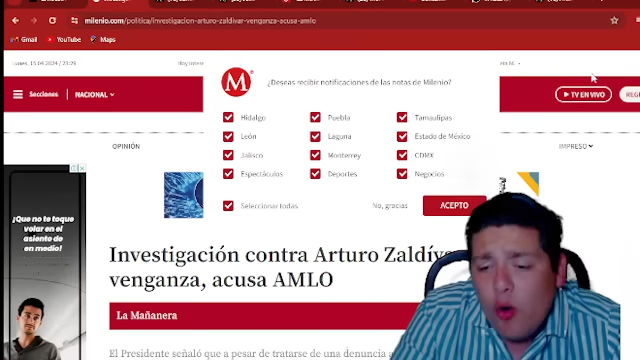 milenio.com/politica/investigacion-arturo-zaldivar-venganza-acusa-amlo
Gmail
YouTube
Maps
15.04.2024 / 23:25
M
¿Deseas recibir notificaciones de las notas de Milenio?
Secciones
NACIONAL
TV EN VIVO
Hidalgo
Puebla
Tamaulipas
León
Laguna
Estado de México
Jalisco
Monterrey
CDMX
Espectáculos
Deportes
Negocios
OPINIÓN
IMPRESO
Seleccionar todas
No, gracias
ACEPTO
¡Que no te toque
volar en el
asiento de
en medio!
Investigación contra Arturo Zaldívar
venganza, acusa AMLO
La Mañanera
El Presidente señaló que a pesar de tratarse de una denuncia